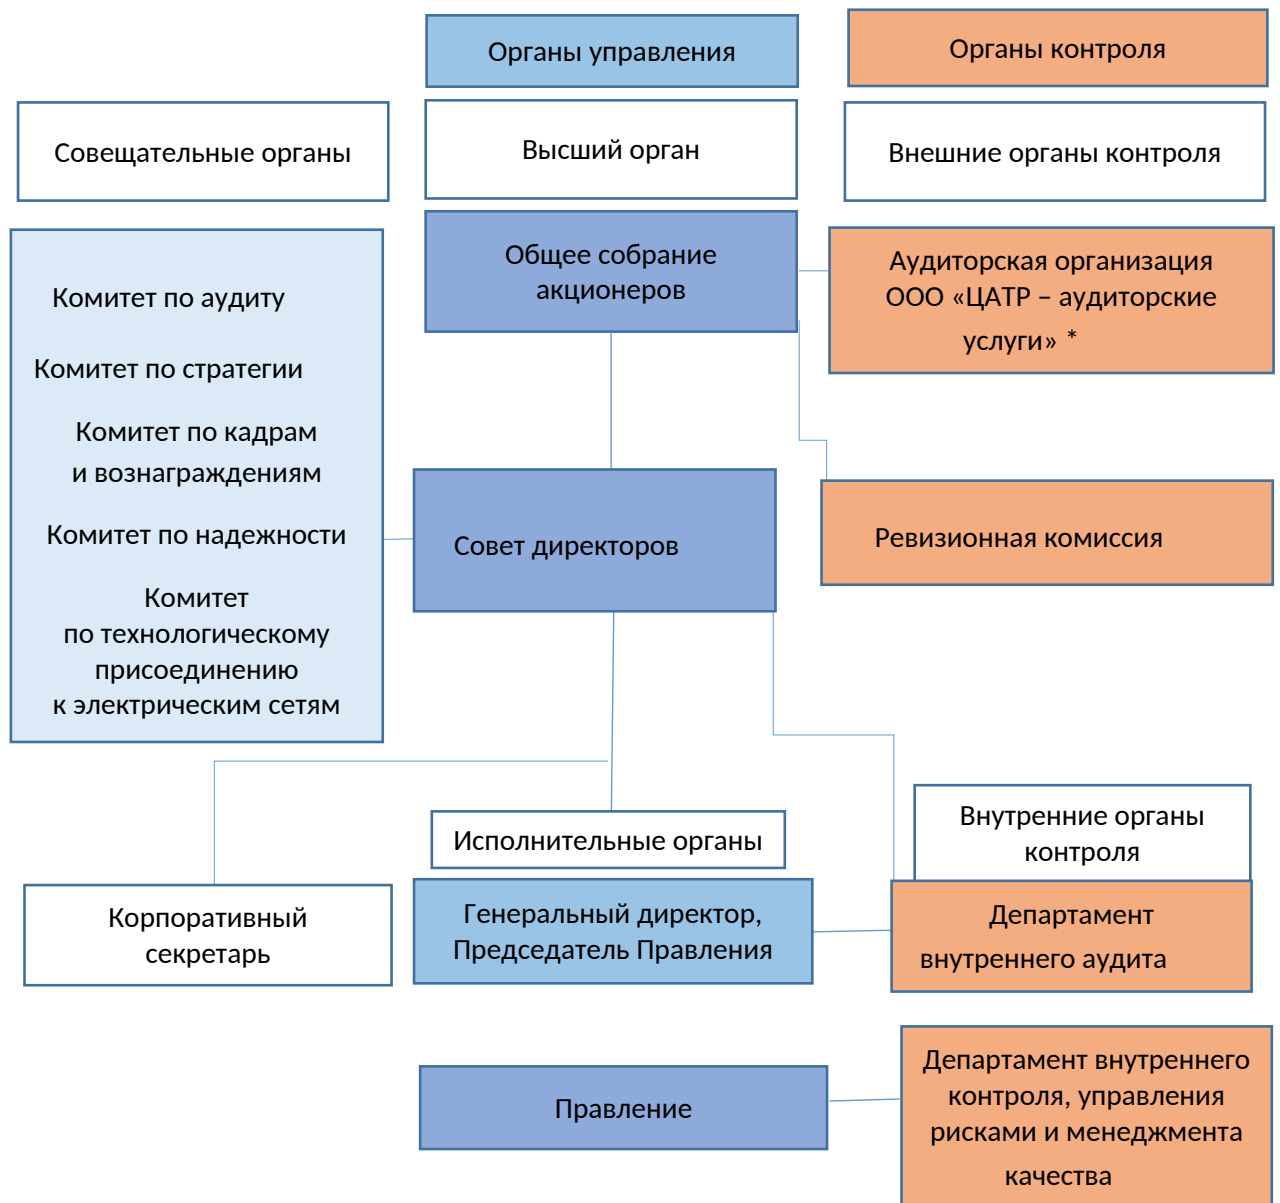 Органы управления
Органы контроля
Совещательные органы
Высший орган
Внешние органы контроля
Общее собрание
акционеров
Аудиторская организация
ООО «ЦАТР – аудиторские
услуги» *
Комитет по аудиту
Комитет по стратегии
Комитет по кадрам
и вознаграждениям
Комитет по надежности
Комитет
по технологическому
присоединению
к электрическим сетям
Совет директоров
Ревизионная комиссия
Исполнительные органы
Внутренние органы
контроля
Корпоративный
секретарь
Генеральный директор,
Председатель Правления
Департамент
внутреннего аудита
Правление
Департамент внутреннего
контроля, управления
рисками и менеджмента
качества